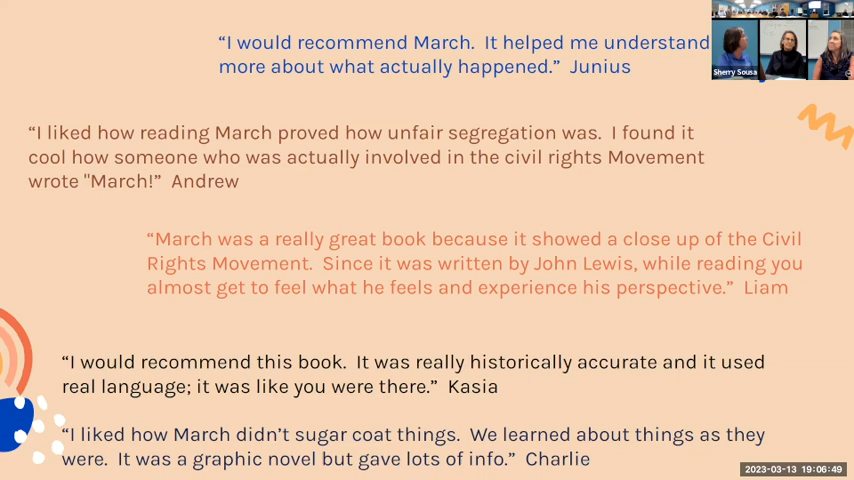 “I would recommend March.  It helped me understand
more about what actually happened.”  Junius
Sherry Sousa
“I liked how reading March proved how unfair segregation was.  I found it
cool how someone who was actually involved in the civil rights Movement
wrote "March!”  Andrew
“March was a really great book because it showed a close up of the Civil
Rights Movement.  Since it was written by John Lewis, while reading you
almost get to feel what he feels and experience his perspective.”  Liam
“I would recommend this book.  It was really historically accurate and it used
real language; it was like you were there.”  Kasia
“I liked how March didn’t sugar coat things.  We learned about things as they
were.  It was a graphic novel but gave lots of info.”  Charlie
2023-03-13  19:06:49